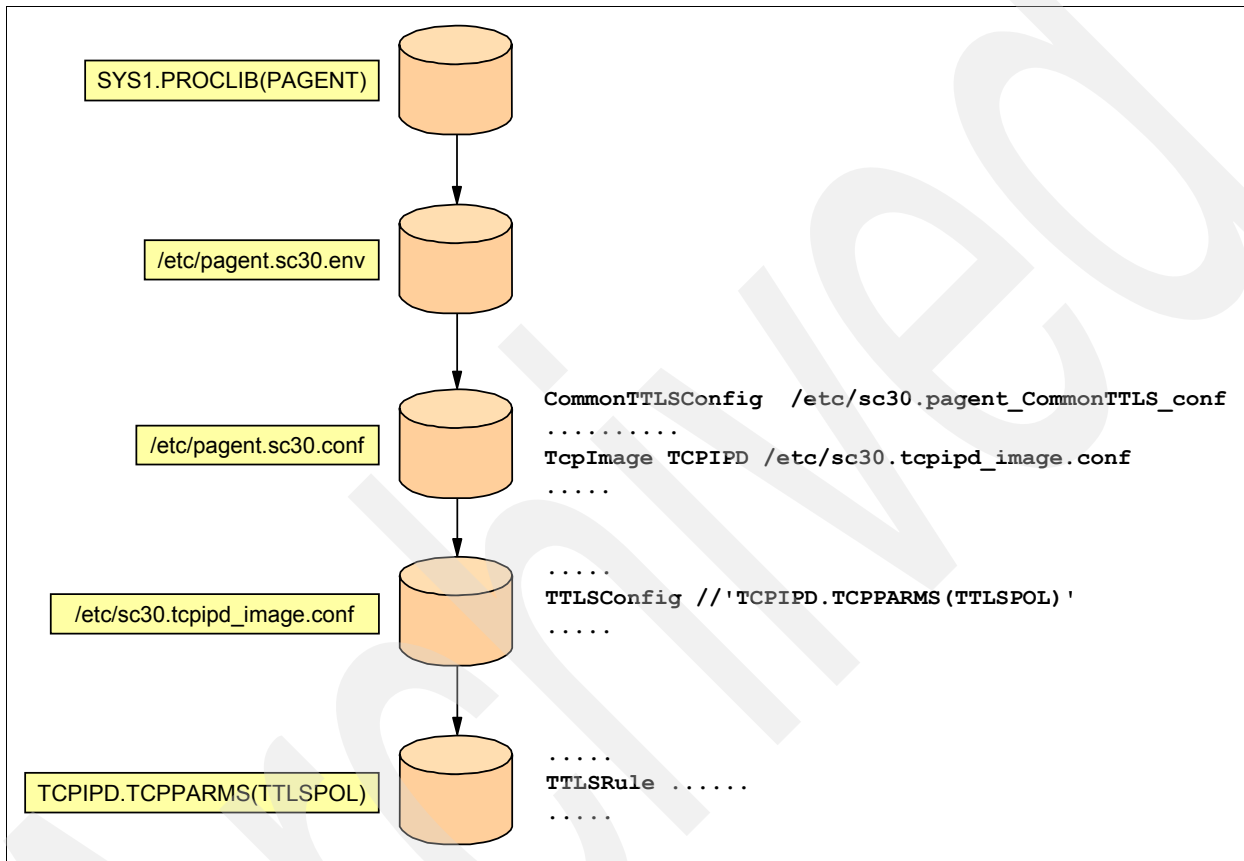 SYS1.PROCLIB(PAGENT)
/etc/pagent.sc30.env
/etc/pagent.sc30.conf
CommonTTLSConfig /etc/sc30.pagent_CommonTTLS_conf
..........
TcpImage TCPIPD /etc/sc30.tcpipd_image.conf
.....
/etc/sc30.tcpipd_image.conf
.....
TTLSConfig //'TCPIPD.TCPPARMS(TTLSPOL)'
.....
TCPIPD.TCPPARMS(TTLSPOL)
.....
TTLSRule ......
.....
Archived